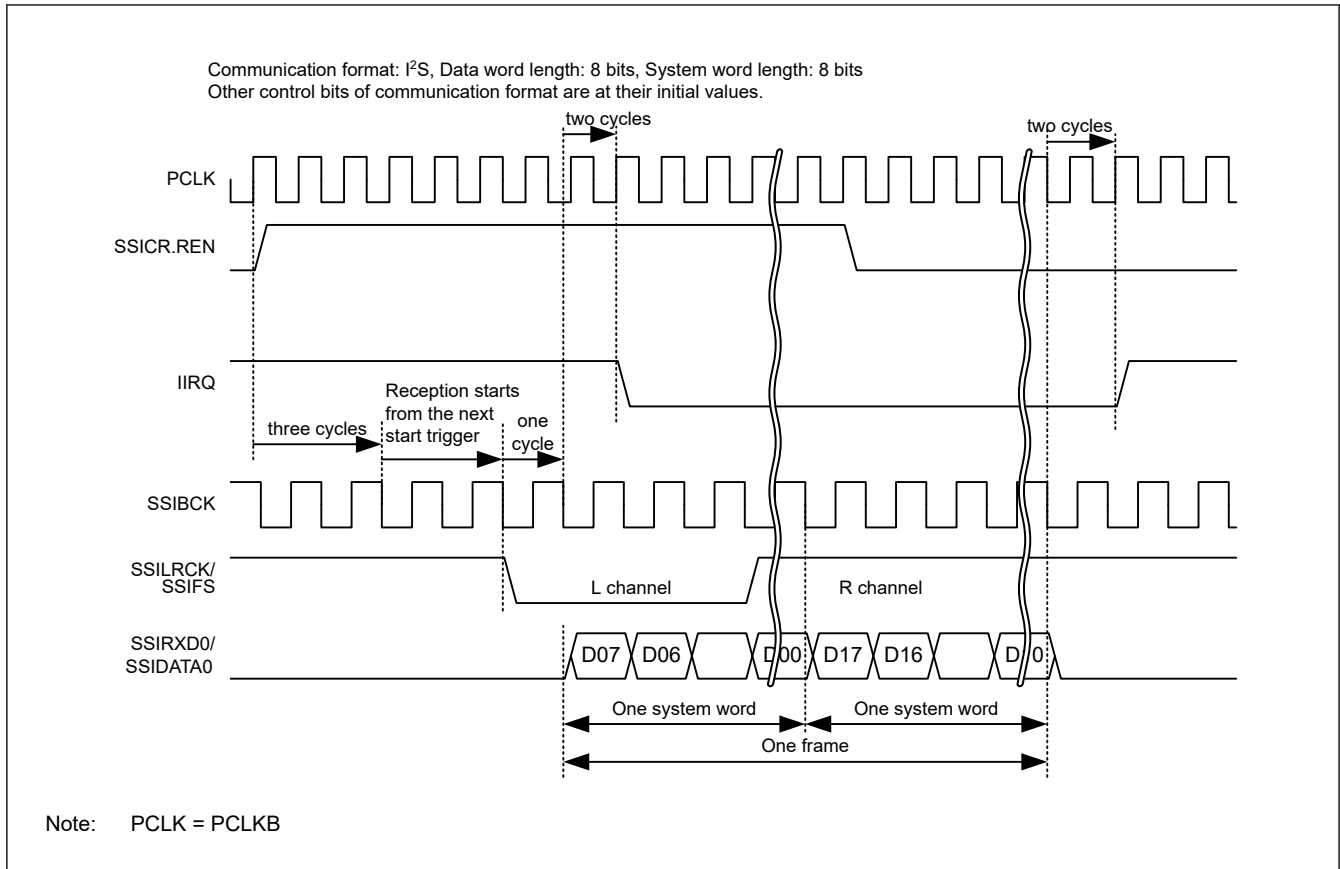 Communication format: I²S, Data word length: 8 bits, System word length: 8 bits
Other control bits of communication format are at their initial values.
two cycles
two cycles
PCLK
SSICR.REN
IIRQ
three cycles
Reception starts
from the next
start trigger
one
cycle
SSIBCK
SSILRCK/
SSIFS
L channel
R channel
SSIRXD0/
SSIDATA0
D07
D06
D00
D17
D16
D10
One system word
One system word
One frame
Note: PCLK = PCLKB